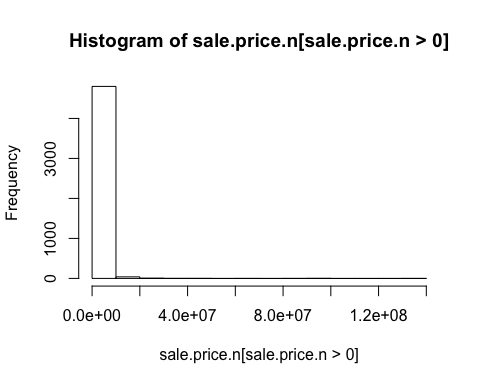 Histogram of sale.price.n[sale.price.n > 0]
Frequency
3000
1000
0
0.0e+00 4.0e+07 8.0e+07 1.2e+08
sale.price.n[sale.price.n > 0]